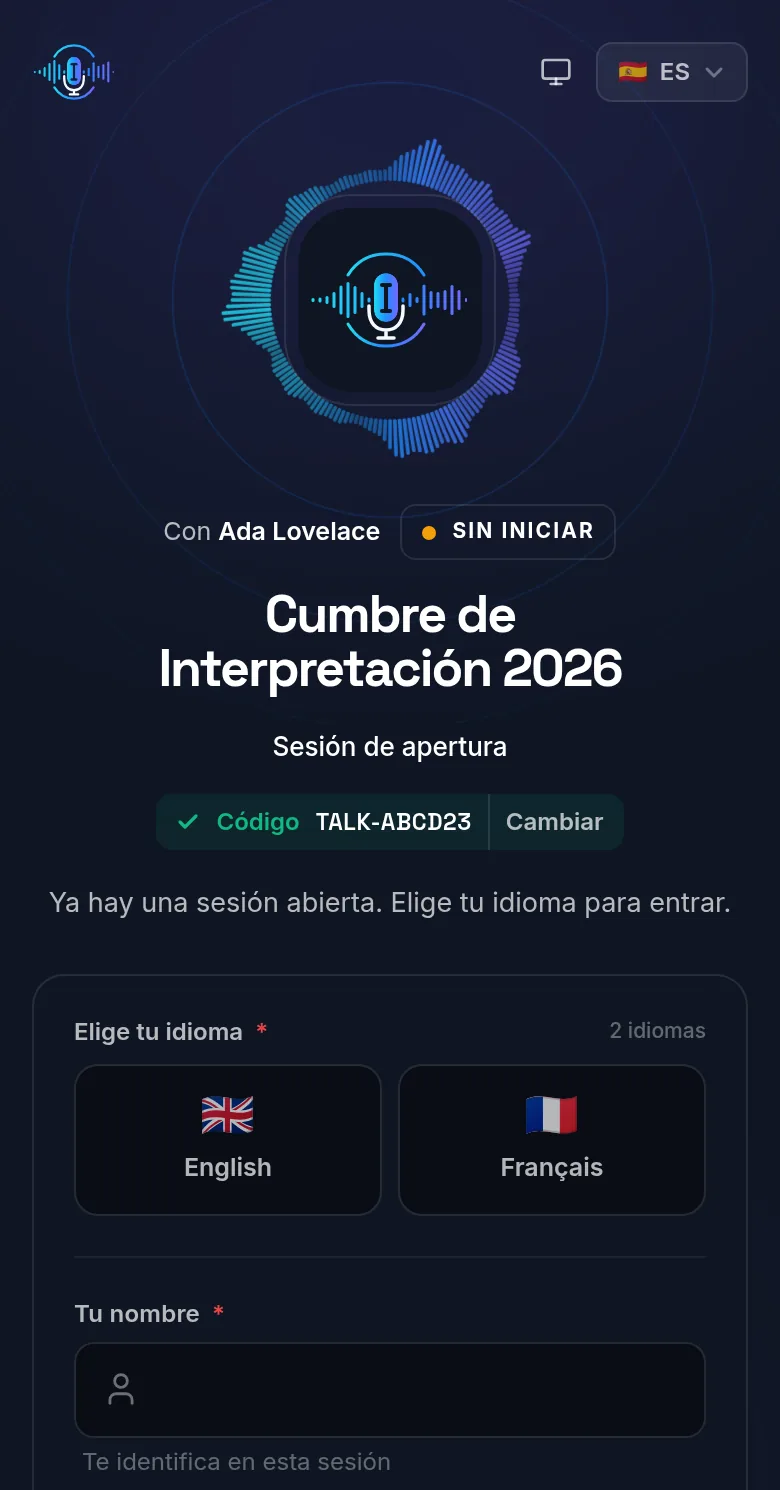 ES
Con Ada Lovelace
SIN INICIAR
Cumbre de
Interpretación 2026
Sesión de apertura
Código TALK-ABCD23 Cambiar
Ya hay una sesión abierta. Elige tu idioma para entrar.
Elige tu idioma *
2 idiomas
English
Français
Tu nombre *
Te identifica en esta sesión